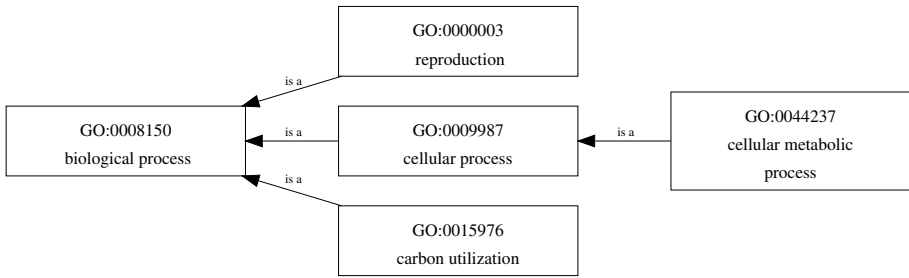 GO:0000003
reproduction
is a
GO:0008150
biological process
is a
GO:0009987
cellular process
is a
GO:0044237
cellular metabolic
process
is a
GO:0015976
carbon utilization